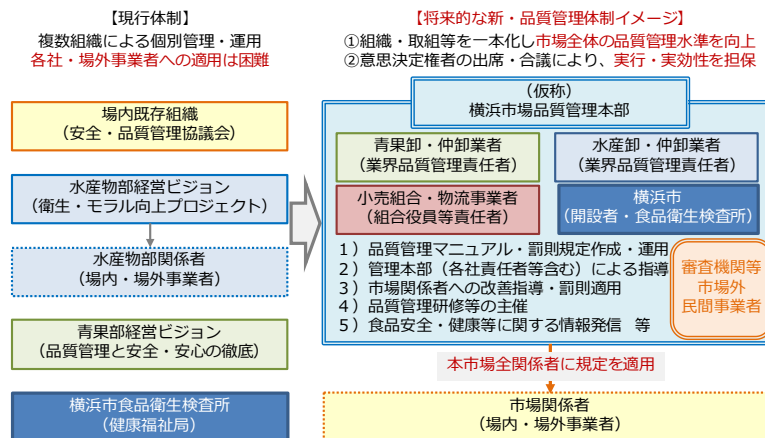 【現行体制】
複数組織による個別管理・運用
各社・場外事業者への適用は困難
場内既存組織
（安全・品質管理協議会）
水産物部経営ビジョン
（衛生・モラル向上プロジェクト）
水産物部関係者
（場内・場外事業者）
青果部経営ビジョン
（品質管理と安全・安心の徹底）
横浜市食品衛生検査所
（健康福祉局）
【将来的な新・品質管理体制イメージ】
①組織・取組等を一本化し市場全体の品質管理水準を向上
②意思決定権者の出席・合議により、実行・実効性を担保
（仮称）
横浜市場品質管理本部
青果卸・仲卸業者
（業界品質管理責任者）
水産卸・仲卸業者
（業界品質管理責任者）
小売組合・物流事業者
（組合役員等責任者）
横浜市
（開設者・食品衛生検査所）
１）品質管理マニュアル・罰則規定作成・運用
２）管理本部（各社責任者等含む）による指導
３）市場関係者への改善指導・罰則適用
４）品質管理研修等の主催
５）食品安全・健康等に関する情報発信　等
審査機関等
市場外
民間事業者
本市場全関係者に規定を適用
市場関係者
（場内・場外事業者）